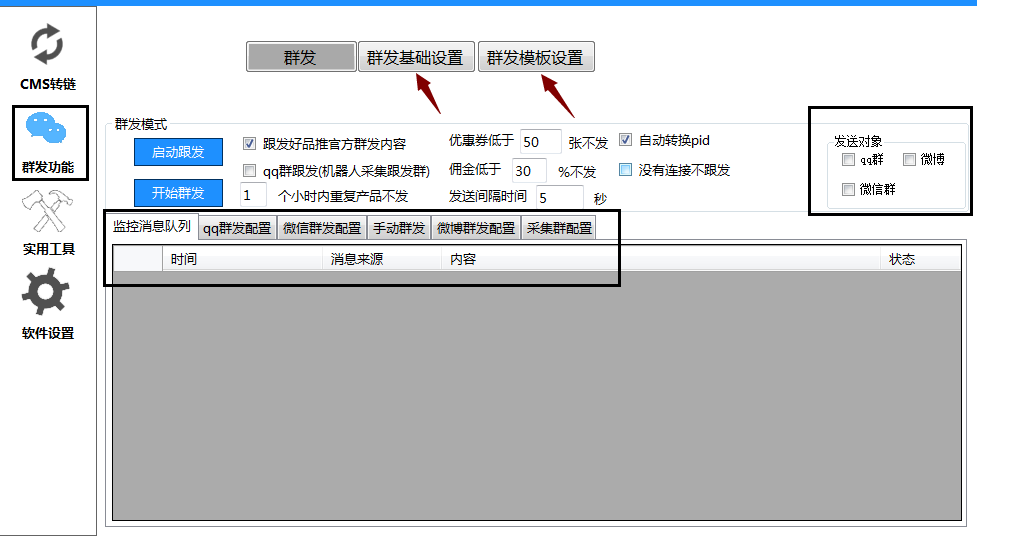 CMS转链
群发功能
实用工具
软件设置
群发 群发基础设置 群发模板设置
群发模式
启动跟发 跟发好品推官方群发内容 优惠券低于 50 张不发 自动转换pid
qq群跟发(机器人采集跟发群) 佣金低于 30 %不发 没有连接不跟发
开始群发 1 个小时内重复产品不发 发送间隔时间 5 秒
发送对象
qq群 微博
微信群
监控消息队列 qq群发配置 微信群发配置 手动群发 微博群发配置 采集群配置
时间 消息来源 内容 状态